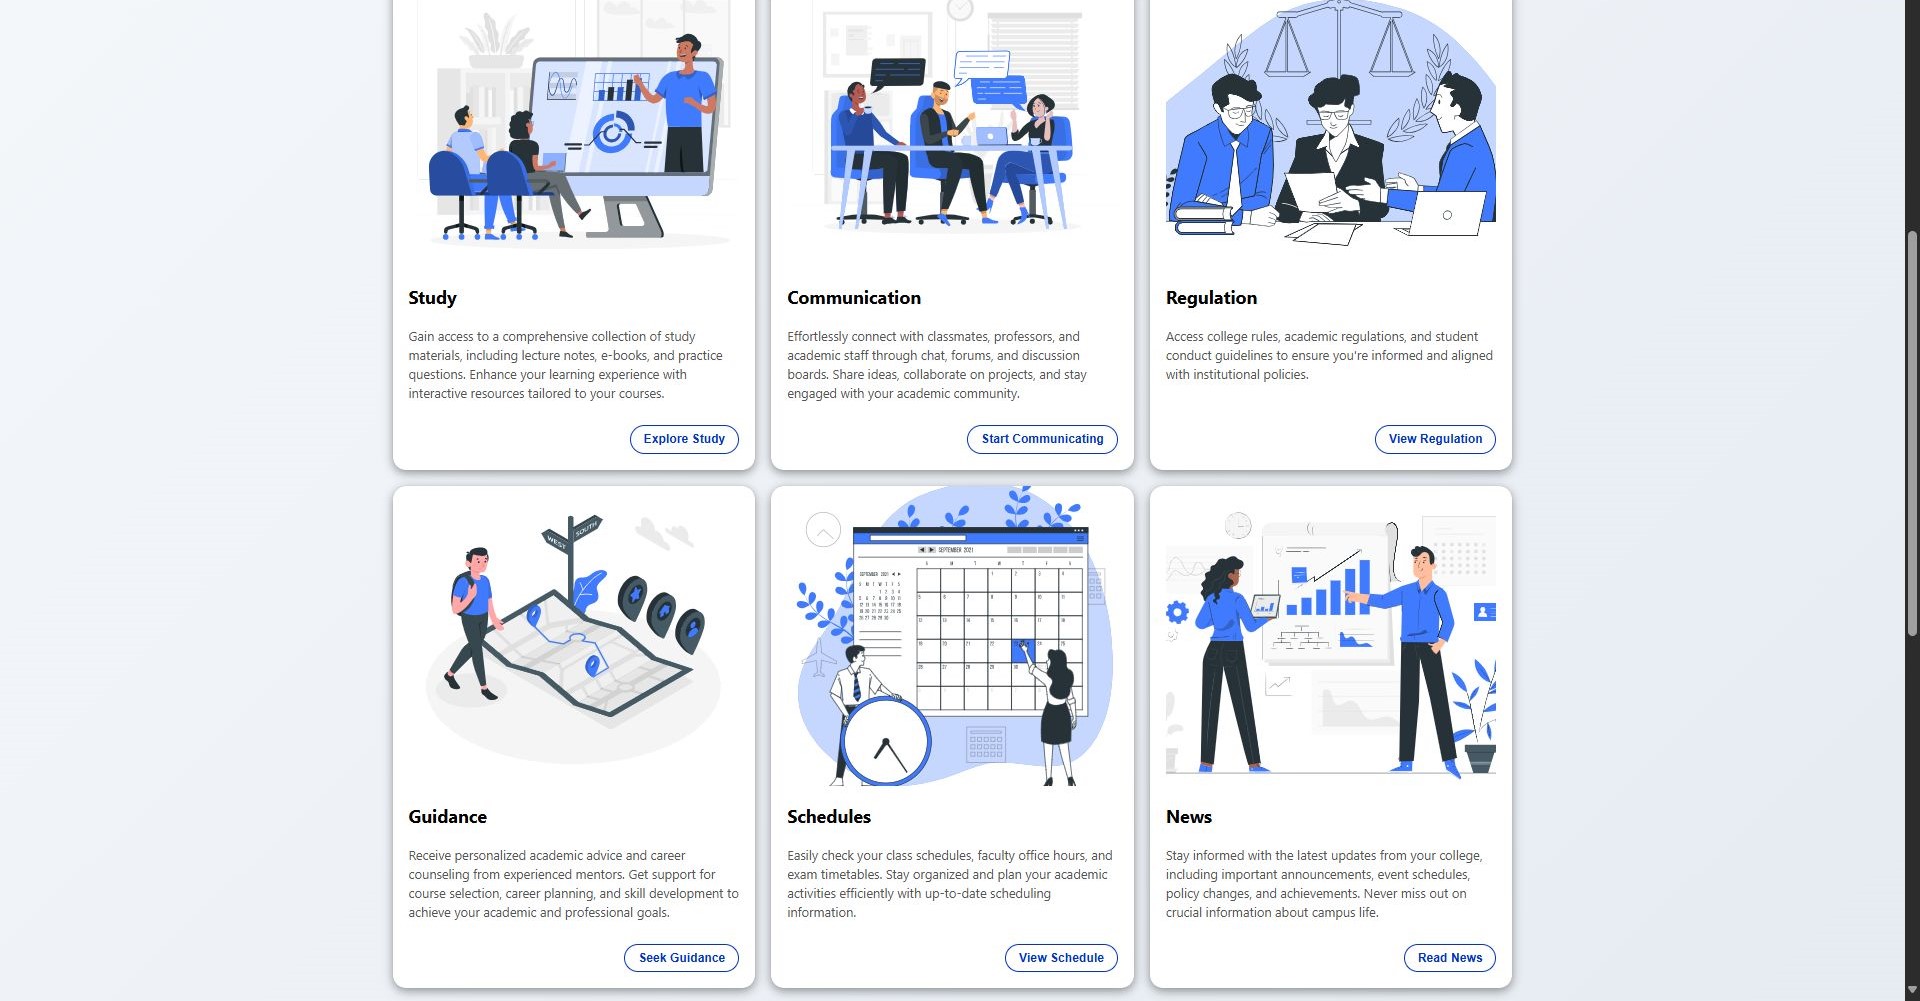 Study
Gain access to a comprehensive collection of study
materials, including lecture notes, e-books, and practice
questions. Enhance your learning experience with
interactive resources tailored to your courses.
Explore Study
Communication
Effortlessly connect with classmates, professors, and
academic staff through chat, forums, and discussion
boards. Share ideas, collaborate on projects, and stay
engaged with your academic community.
Start Communicating
Regulation
Access college rules, academic regulations, and student
conduct guidelines to ensure you're informed and aligned
with institutional policies.
View Regulation
WEST
SOUTH
Guidance
Receive personalized academic advice and career
counseling from experienced mentors. Get support for
course selection, career planning, and skill development to
achieve your academic and professional goals.
Seek Guidance
SEPTEMBER 2021
SEPTEMBER 2021
Schedules
Easily check your class schedules, faculty office hours, and
exam timetables. Stay organized and plan your academic
activities efficiently with up-to-date scheduling
information.
View Schedule
News
Stay informed with the latest updates from your college,
including important announcements, event schedules,
policy changes, and achievements. Never miss out on
crucial information about campus life.
Read News